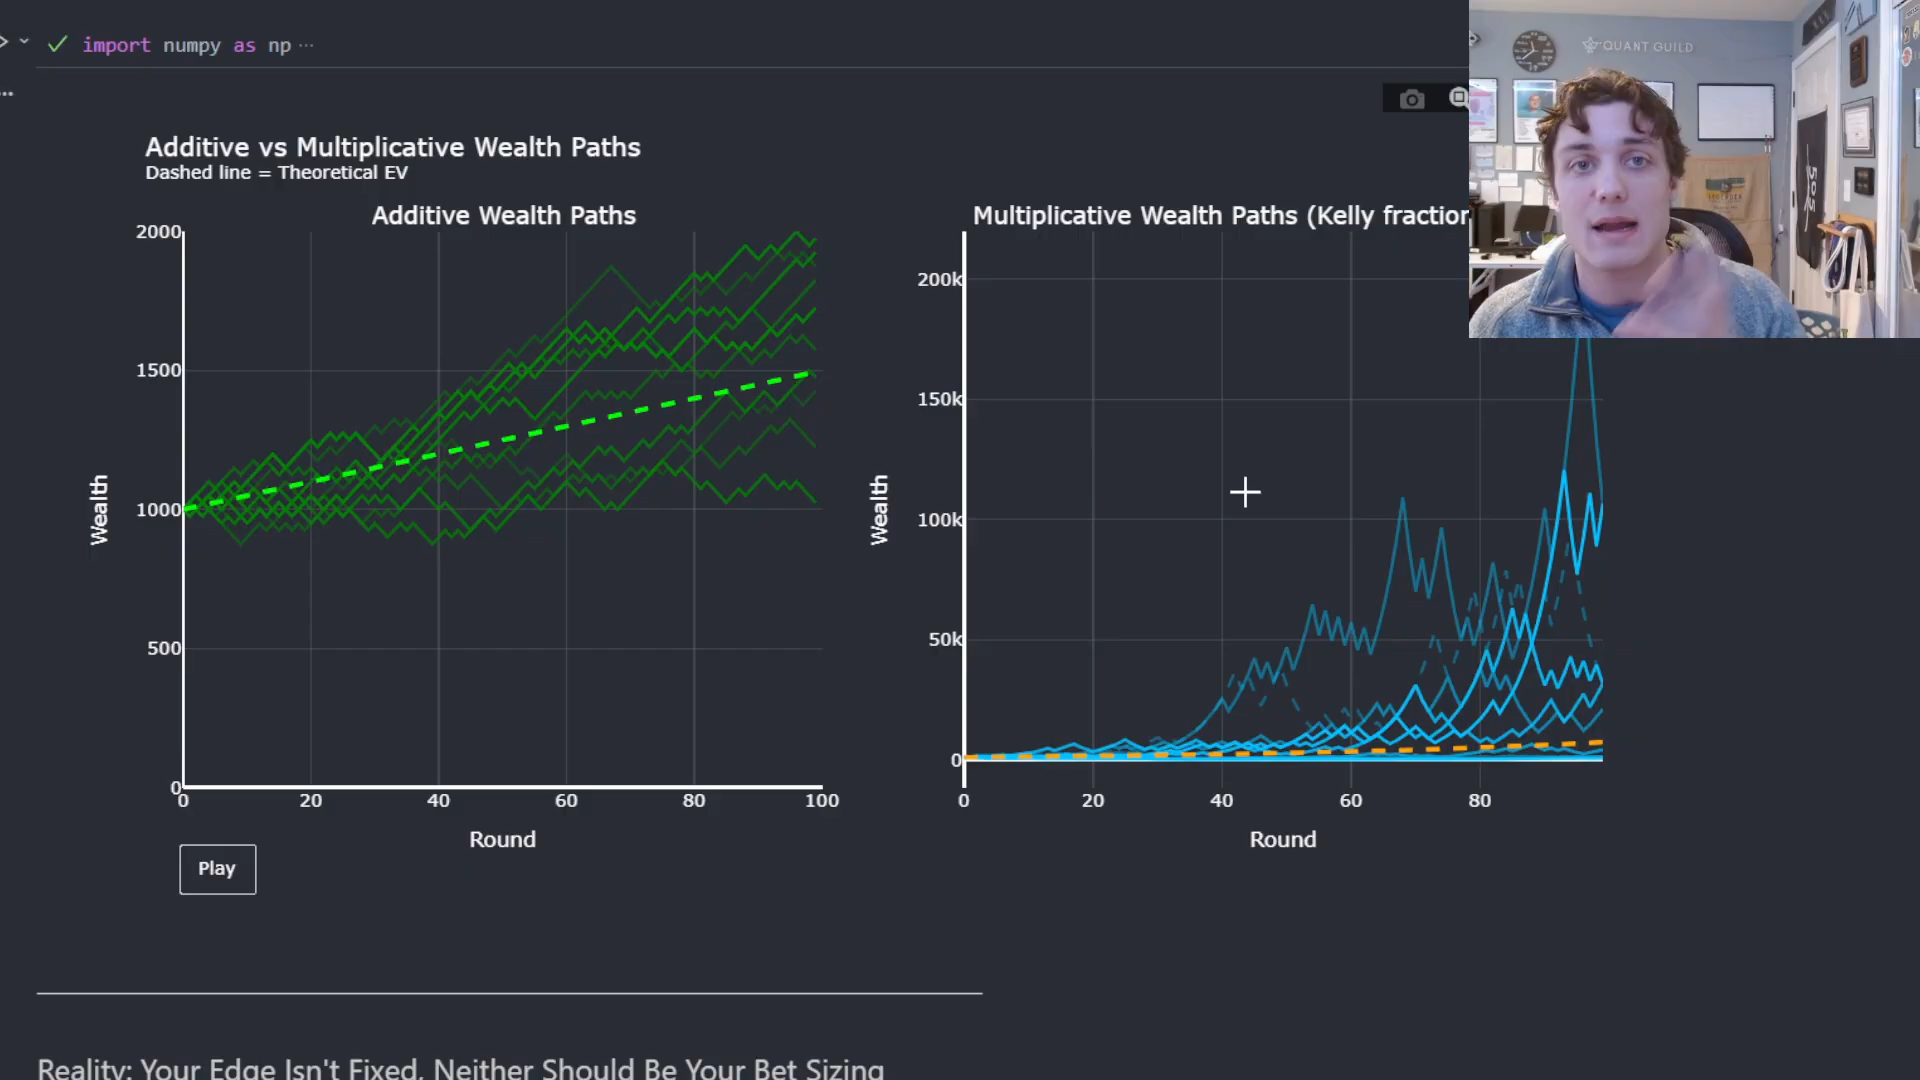 import numpy as np ...
QUANT GUILD
Additive vs Multiplicative Wealth Paths
Dashed line = Theoretical EV
Additive Wealth Paths
Multiplicative Wealth Paths (Kelly fraction
2000
1500
1000
500
0
Wealth
0
20
40
60
80
100
Round
200k
150k
100k
50k
0
Wealth
0
20
40
60
80
Round
Play
505
Reality: Your Edge Isn't Fixed, Neither Should Be Your Bet Sizing